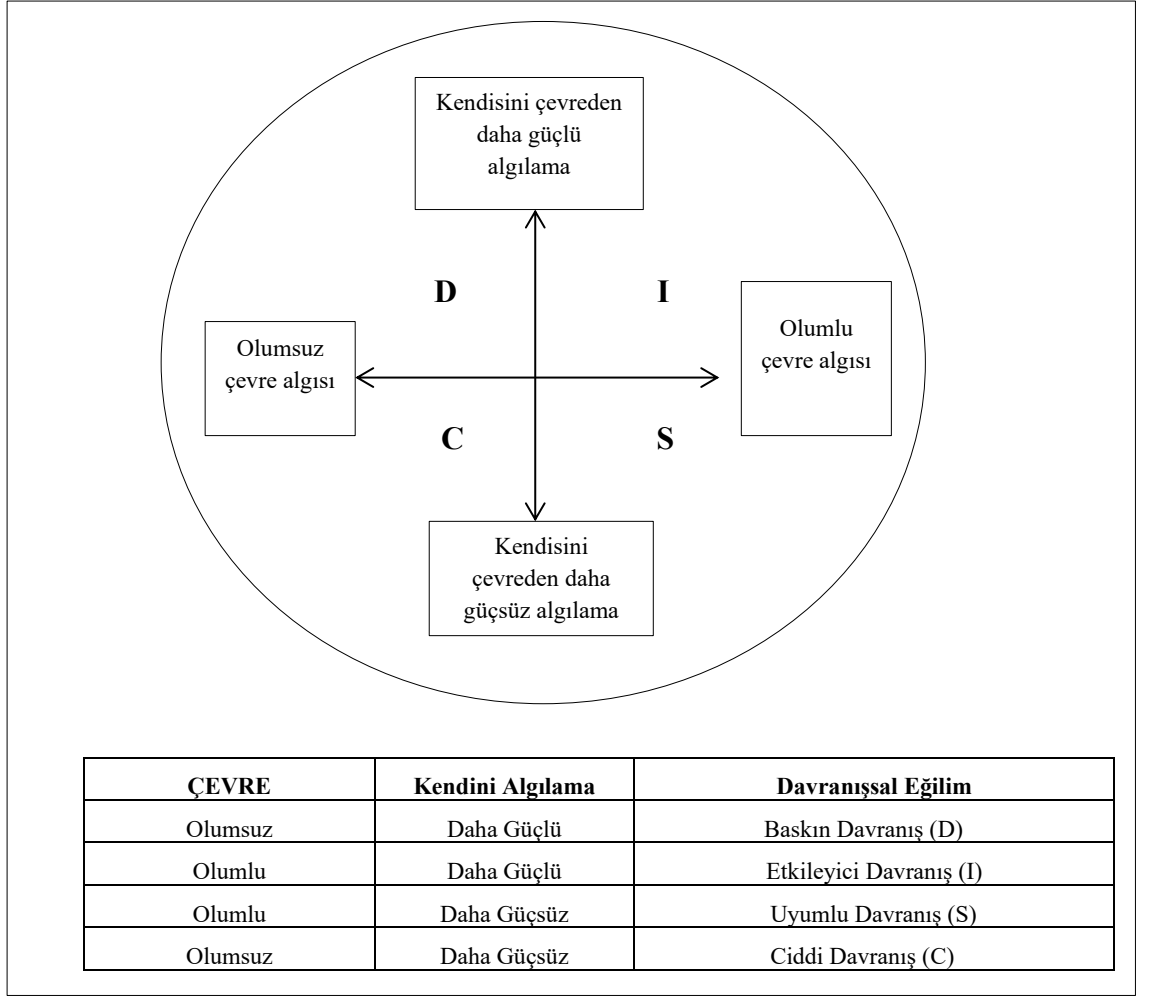 Kendisini çevreden
daha güçlü
algılama
D
I
Olumsuz
çevre algısı
Olumlu
çevre algısı
C
S
Kendisini
çevreden daha
güçsüz algılama
ÇEVRE Kendini Algılama Davranışsal Eğilim
Olumsuz Daha Güçlü Baskın Davranış (D)
Olumlu Daha Güçlü Etkileyici Davranış (I)
Olumlu Daha Güçsüz Uyumlu Davranış (S)
Olumsuz Daha Güçsüz Ciddi Davranış (C)